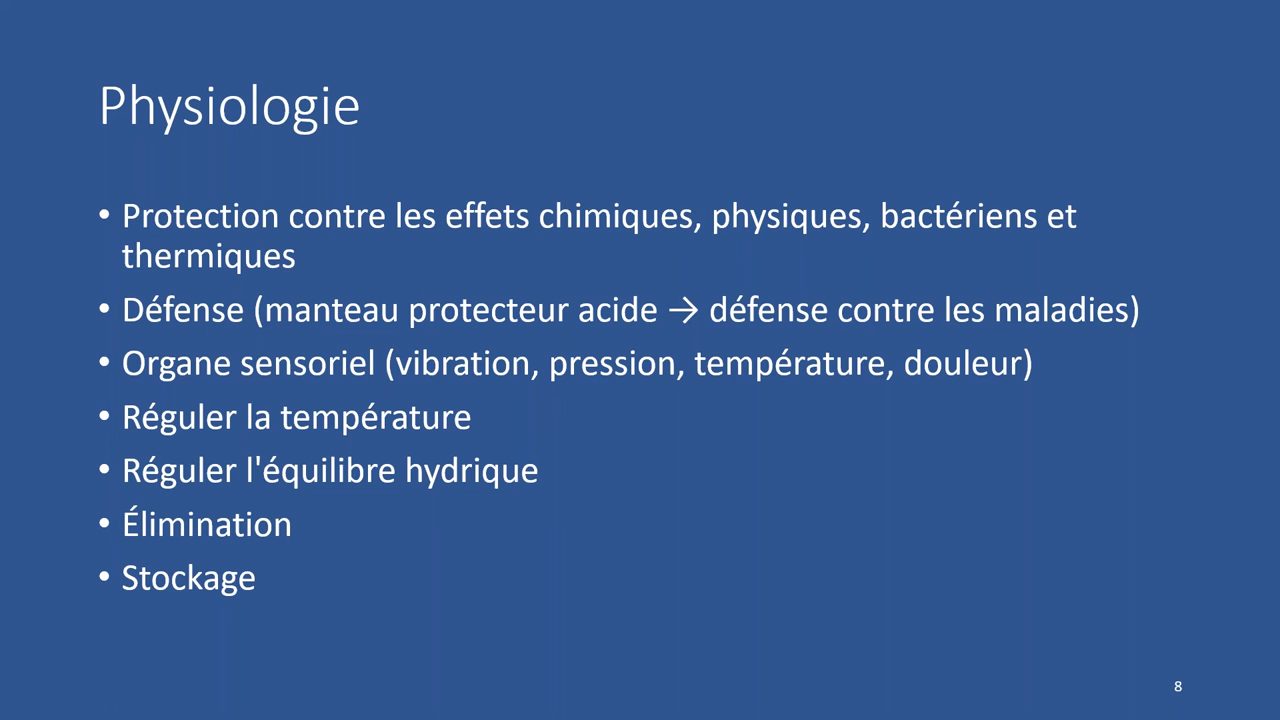 Physiologie
• Protection contre les effets chimiques, physiques, bactériens et
thermiques
• Défense (manteau protecteur acide → défense contre les maladies)
• Organe sensoriel (vibration, pression, température, douleur)
• Réguler la température
• Réguler l'équilibre hydrique
• Élimination
• Stockage
8